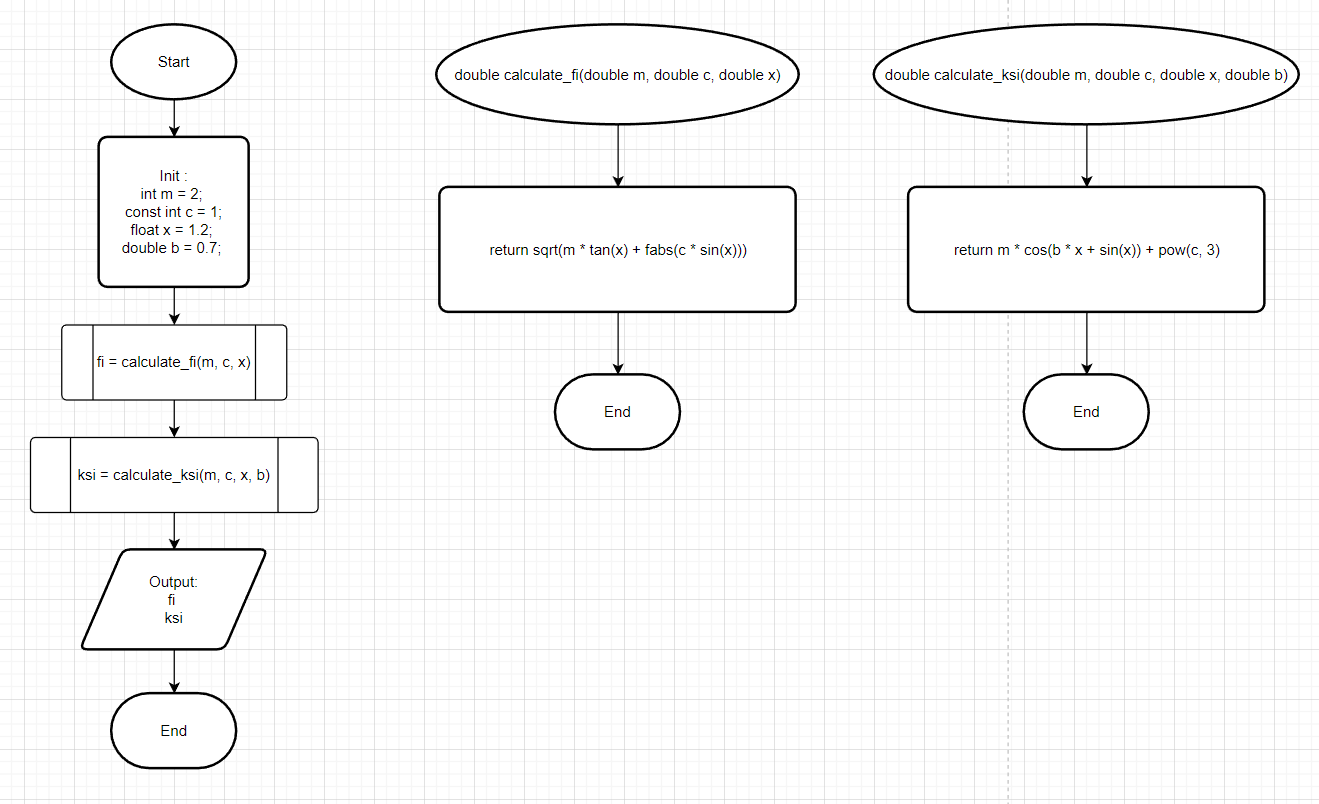 Start
Init :
int m = 2;
const int c = 1;
float x = 1.2;
double b = 0.7;
fi = calculate_fi(m, c, x)
ksi = calculate_ksi(m, c, x, b)
Output:
fi
ksi
End
double calculate_fi(double m, double c, double x)
return sqrt(m * tan(x) + fabs(c * sin(x)))
End
double calculate_ksi(double m, double c, double x, double b)
return m * cos(b * x + sin(x)) + pow(c, 3)
End